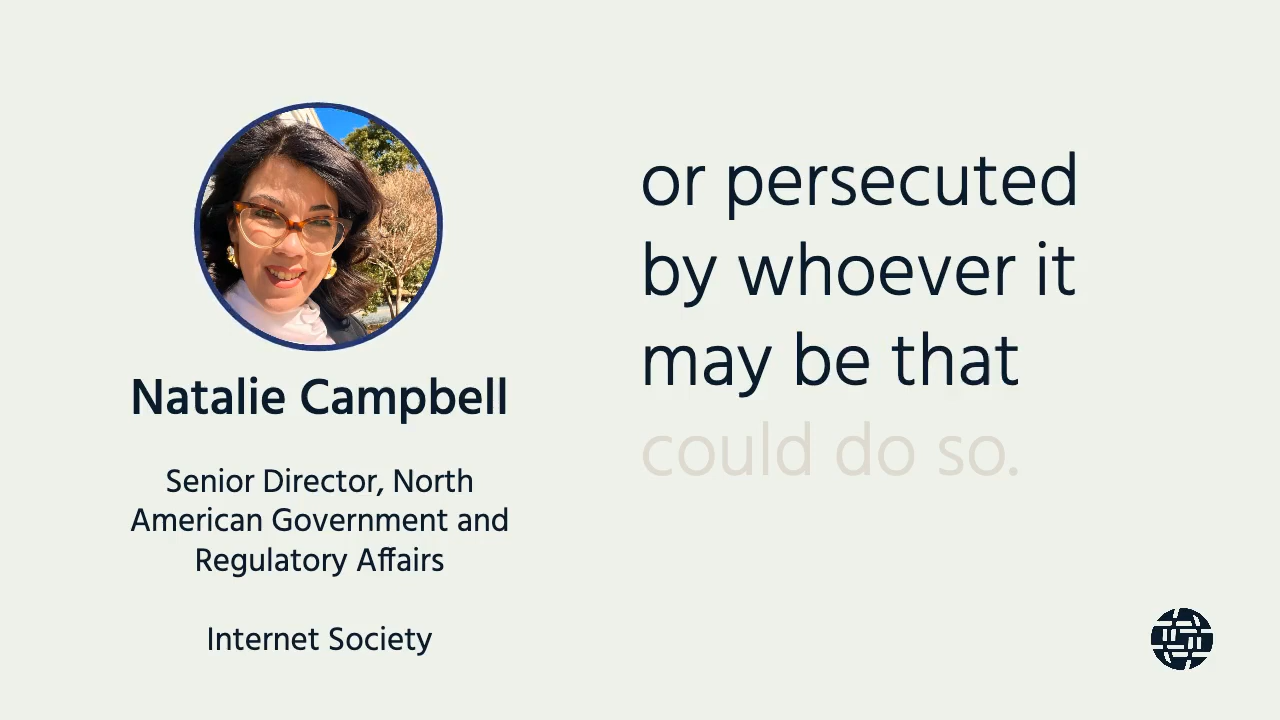 Natalie Campbell
Senior Director, North
American Government and
Regulatory Affairs
Internet Society
or persecuted
by whoever it
may be that
could do so.